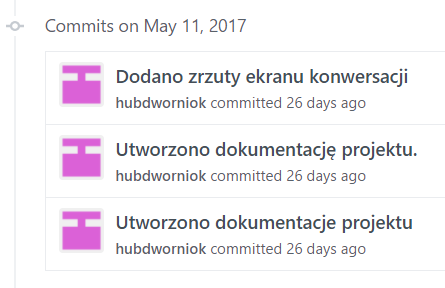 Commits on May 11, 2017
Dodano zrzuty ekranu konwersacji
hubdworniok committed 26 days ago
Utworzono dokumentację projektu.
hubdworniok committed 26 days ago
Utworzono dokumentacje projektu
hubdworniok committed 26 days ago